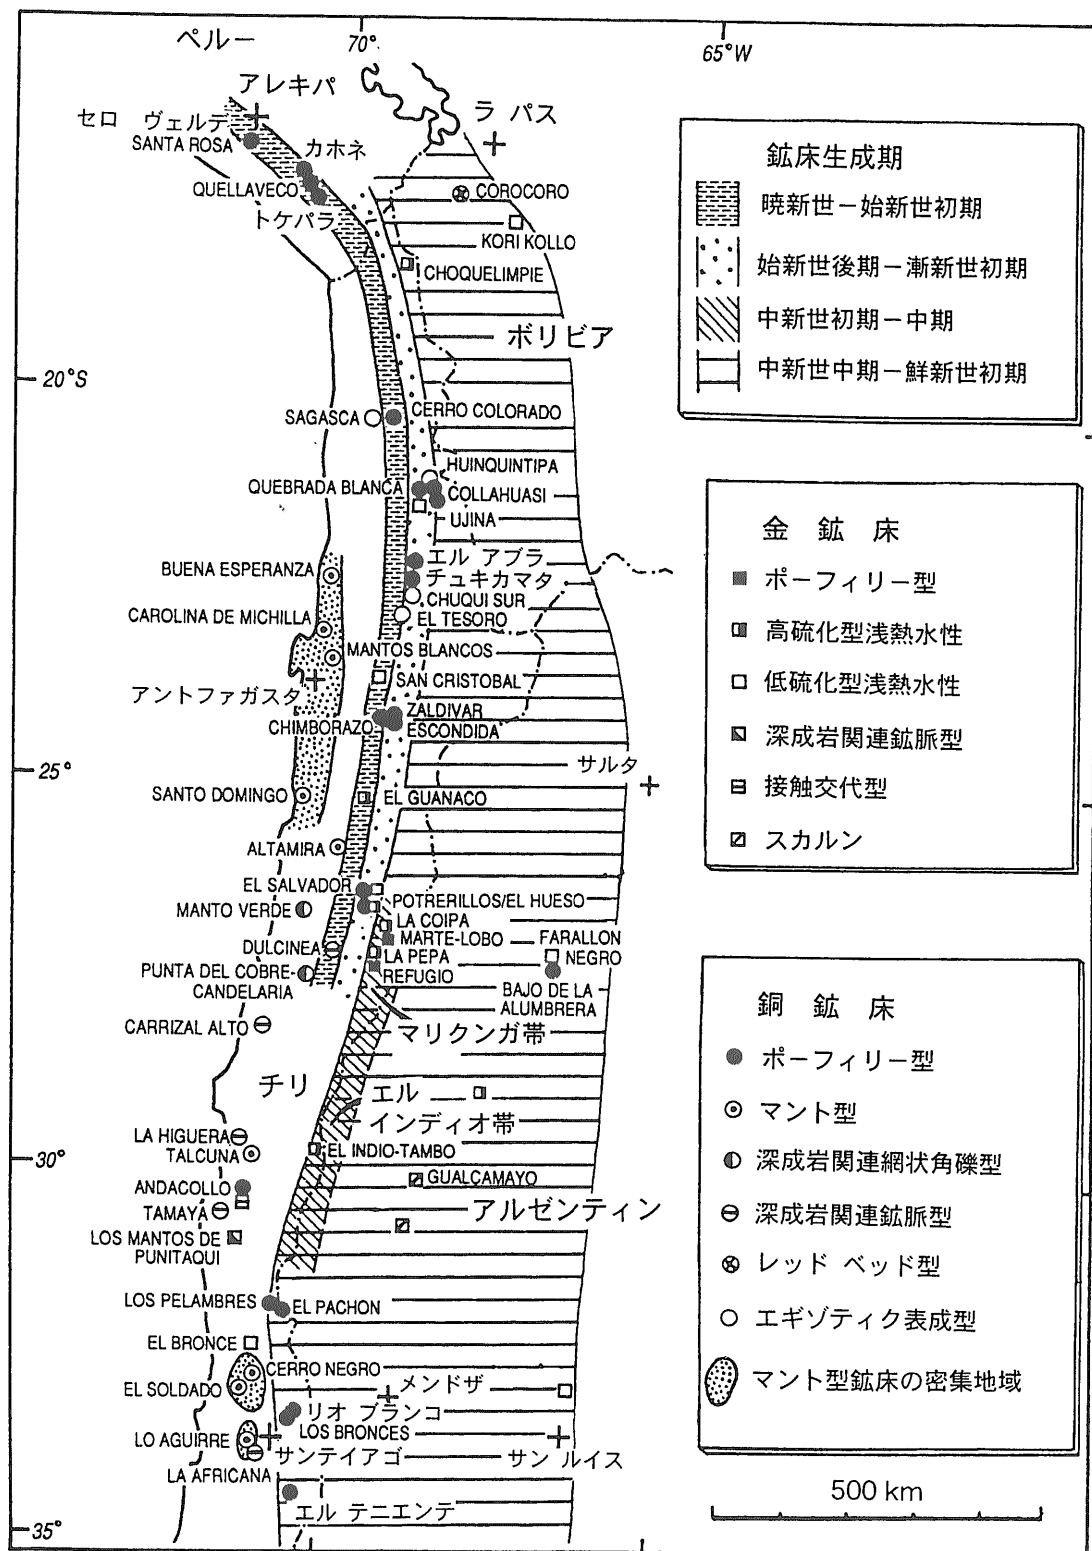 ペルー
70°
65°W
アレキパ
セロ ヴェルデ
SANTA ROSA
カホネ
QUELLAVECO
トケパラ
ラ パス
COROCORO
KORI KOLLO
CHOQUELIMPIE
ボリビア
20°S
SAGASCA
CERRO COLORADO
HUINQUINTIPA
QUEBRADA BLANCA
COLLAHUASI
UJINA
エル アブラ
BUENA ESPERANZA
チュキカマタ
CHUQUI SUR
CAROLINA DE MICHILLA
EL TESORO
MANTOS BLANCOS
アントファガスタ
SAN CRISTOBAL
ZALDIVAR
CHIMBORAZO
ESCONDIDA
25°
サルタ
SANTO DOMINGO
EL GUANACO
ALTAMIRA
EL SALVADOR
POTRERILLOS/EL HUESO
MANTO VERDE
LA COIPA
MARTE-LOBO
FARALLON
NEGRO
DULCINEA
LA PEPA
PUNTA DEL COBRE-
CANDELARIA
REFUGIO
BAJO DE LA
ALUMBRERA
CARRIZAL ALTO
マリクンガ帯
チリ
エル
インディオ帯
LA HIGUERA
TALCUNA
EL INDIO-TAMBO
30°
ANDACOLLO
GUALCAMAYO
TAMAYA
アルゼンティン
LOS MANTOS DE
PUNITAQUI
LOS PELAMBRES
EL PACHON
EL BRONCE
CERRO NEGRO
EL SOLDADO
メンドザ
リオ ブランコ
LO AGUIRRE
LOS BRONCES
サンテイアゴ
サン ルイス
LA AFRICANA
エル テニエンテ
35°
鉱床生成期
暁新世－始新世初期
始新世後期－漸新世初期
中新世初期－中期
中新世中期－鮮新世初期
金 鉱 床
ポーフィリー型
高硫化型浅熱水性
低硫化型浅熱水性
深成岩関連鉱脈型
接触交代型
スカルン
銅 鉱 床
ポーフィリー型
マント型
深成岩関連網状角礫型
深成岩関連鉱脈型
レッド ベッド型
エギゾティク表成型
マント型鉱床の密集地域
500 km